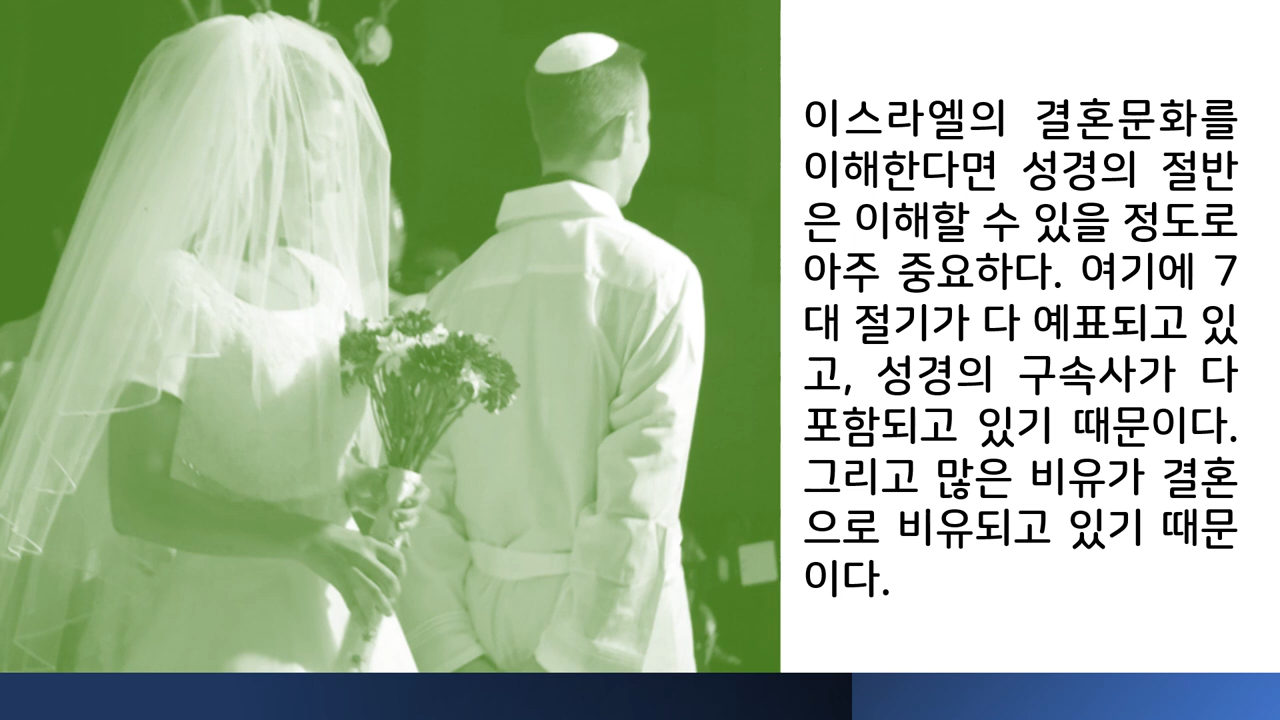 이스라엘의 결혼문화를
이해한다면 성경의 절반
은 이해할 수 있을 정도로
아주 중요하다. 여기에 7
대 절기가 다 예표되고 있
고, 성경의 구속사가 다
포함되고 있기 때문이다.
그리고 많은 비유가 결혼
으로 비유되고 있기 때문
이다.